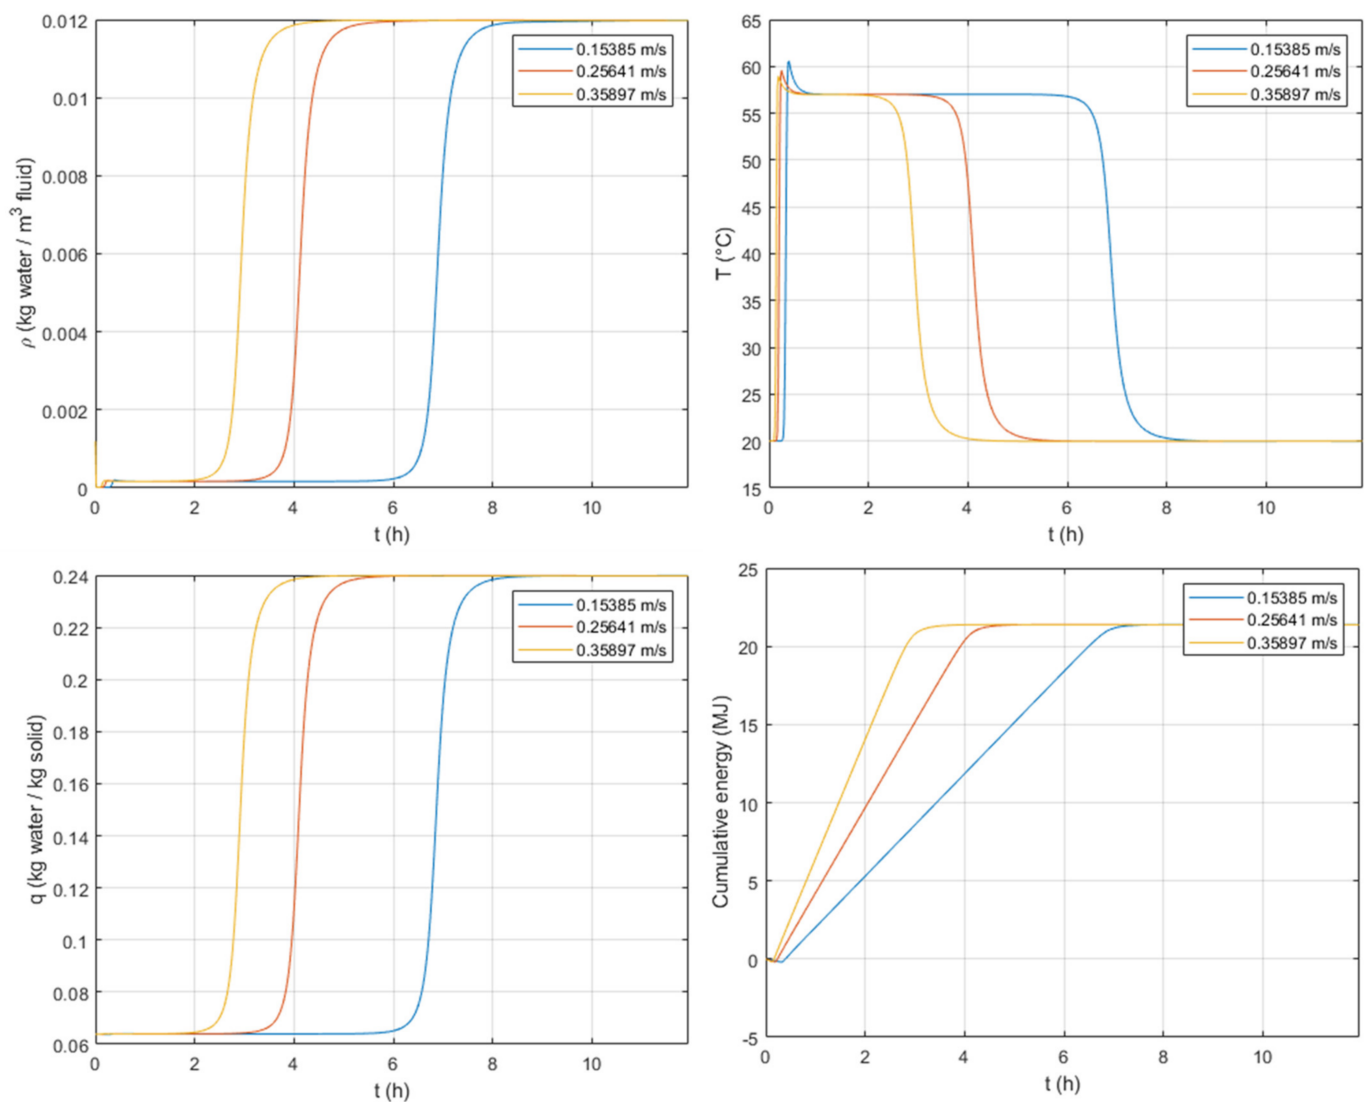 0.012
0.01
0.008
0.006
0.004
0.002
0
ρ (kg water / m³ fluid)
0.15385 m/s
0.25641 m/s
0.35897 m/s
0 2 4 6 8 10
t (h)
65
60
55
50
45
40
35
30
25
20
15
T (°C)
0.15385 m/s
0.25641 m/s
0.35897 m/s
0 2 4 6 8 10
t (h)
0.24
0.22
0.2
0.18
0.16
0.14
0.12
0.1
0.08
0.06
q (kg water / kg solid)
0.15385 m/s
0.25641 m/s
0.35897 m/s
0 2 4 6 8 10
t (h)
25
20
15
10
5
0
-5
Cumulative energy (MJ)
0.15385 m/s
0.25641 m/s
0.35897 m/s
0 2 4 6 8 10
t (h)